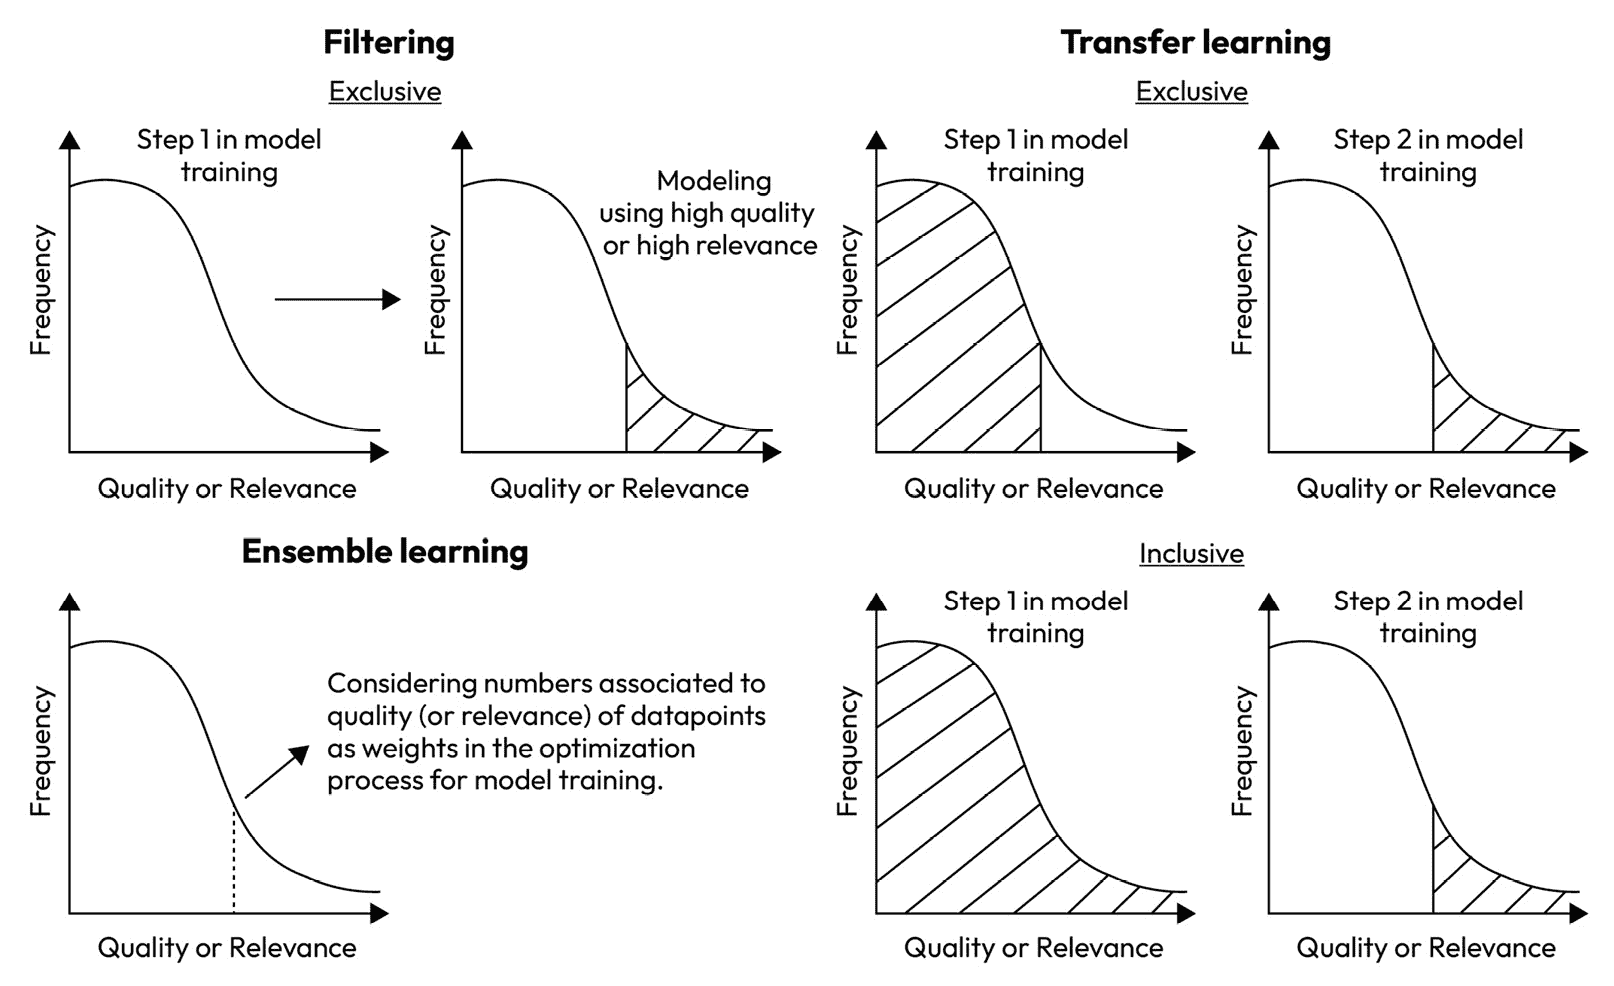 Filtering
Exclusive
Step 1 in model
training
Frequency
Quality or Relevance
Modeling
using high quality
or high relevance
Frequency
Quality or Relevance
Transfer learning
Exclusive
Step 1 in model
training
Frequency
Quality or Relevance
Step 2 in model
training
Frequency
Quality or Relevance
Ensemble learning
Considering numbers associated to
quality (or relevance) of datapoints
as weights in the optimization
process for model training.
Frequency
Quality or Relevance
Inclusive
Step 1 in model
training
Frequency
Quality or Relevance
Step 2 in model
training
Frequency
Quality or Relevance